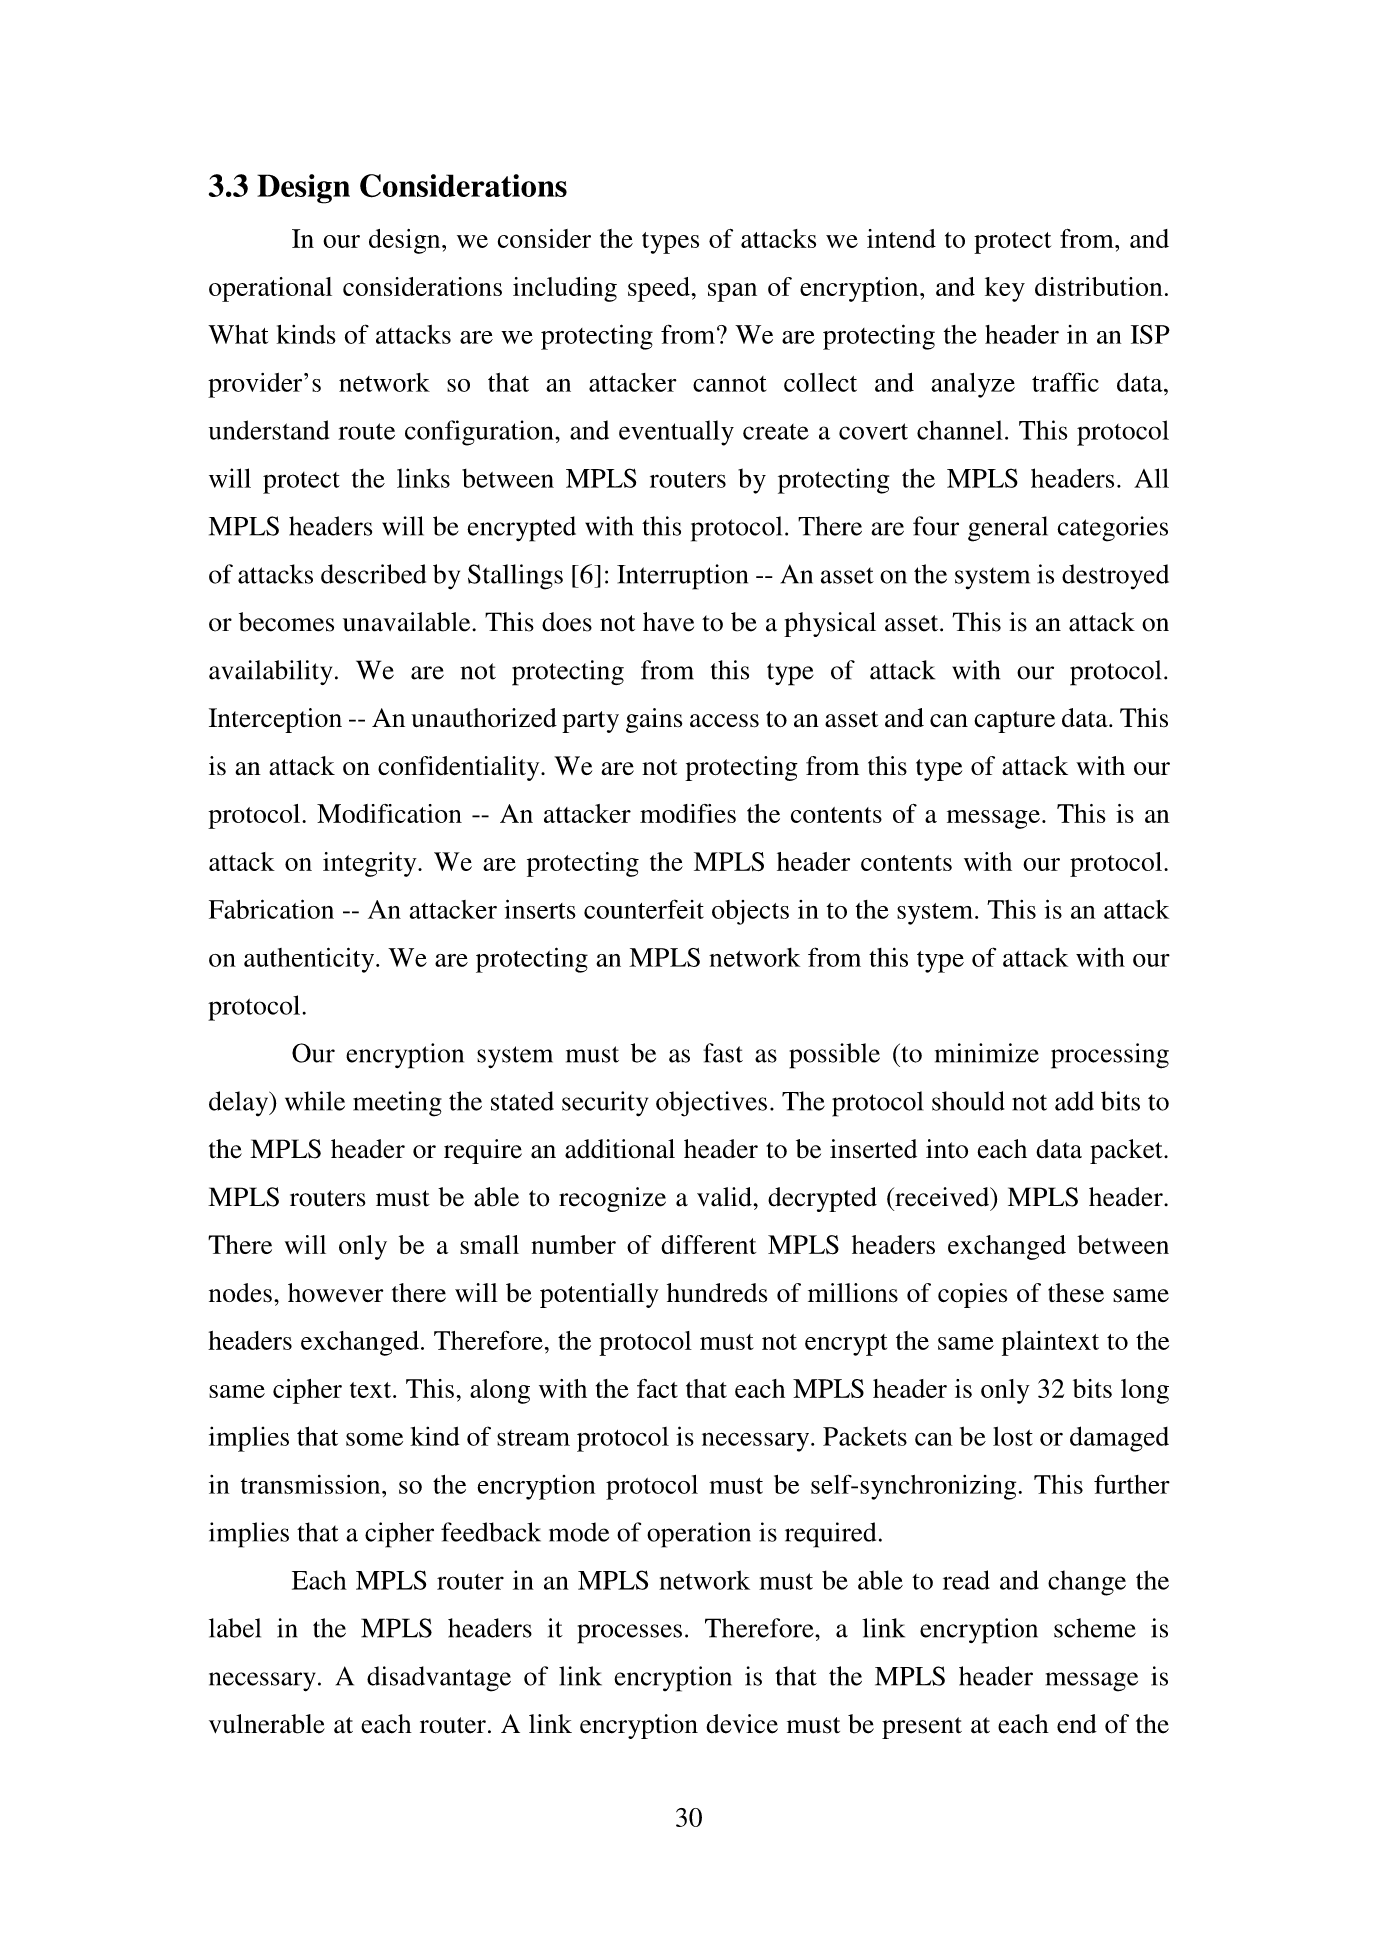 3.3 Design Considerations
In our design, we consider the types of attacks we intend to protect from, and
operational considerations including speed, span of encryption, and key distribution.
What kinds of attacks are we protecting from? We are protecting the header in an ISP
provider’s network so that an attacker cannot collect and analyze traffic data,
understand route configuration, and eventually create a covert channel. This protocol
will protect the links between MPLS routers by protecting the MPLS headers. All
MPLS headers will be encrypted with this protocol. There are four general categories
of attacks described by Stallings [6]: Interruption -- An asset on the system is destroyed
or becomes unavailable. This does not have to be a physical asset. This is an attack on
availability. We are not protecting from this type of attack with our protocol.
Interception -- An unauthorized party gains access to an asset and can capture data. This
is an attack on confidentiality. We are not protecting from this type of attack with our
protocol. Modification -- An attacker modifies the contents of a message. This is an
attack on integrity. We are protecting the MPLS header contents with our protocol.
Fabrication -- An attacker inserts counterfeit objects in to the system. This is an attack
on authenticity. We are protecting an MPLS network from this type of attack with our
protocol.
Our encryption system must be as fast as possible (to minimize processing
delay) while meeting the stated security objectives. The protocol should not add bits to
the MPLS header or require an additional header to be inserted into each data packet.
MPLS routers must be able to recognize a valid, decrypted (received) MPLS header.
There will only be a small number of different MPLS headers exchanged between
nodes, however there will be potentially hundreds of millions of copies of these same
headers exchanged. Therefore, the protocol must not encrypt the same plaintext to the
same cipher text. This, along with the fact that each MPLS header is only 32 bits long
implies that some kind of stream protocol is necessary. Packets can be lost or damaged
in transmission, so the encryption protocol must be self-synchronizing. This further
implies that a cipher feedback mode of operation is required.
Each MPLS router in an MPLS network must be able to read and change the
label in the MPLS headers it processes. Therefore, a link encryption scheme is
necessary. A disadvantage of link encryption is that the MPLS header message is
vulnerable at each router. A link encryption device must be present at each end of the
30